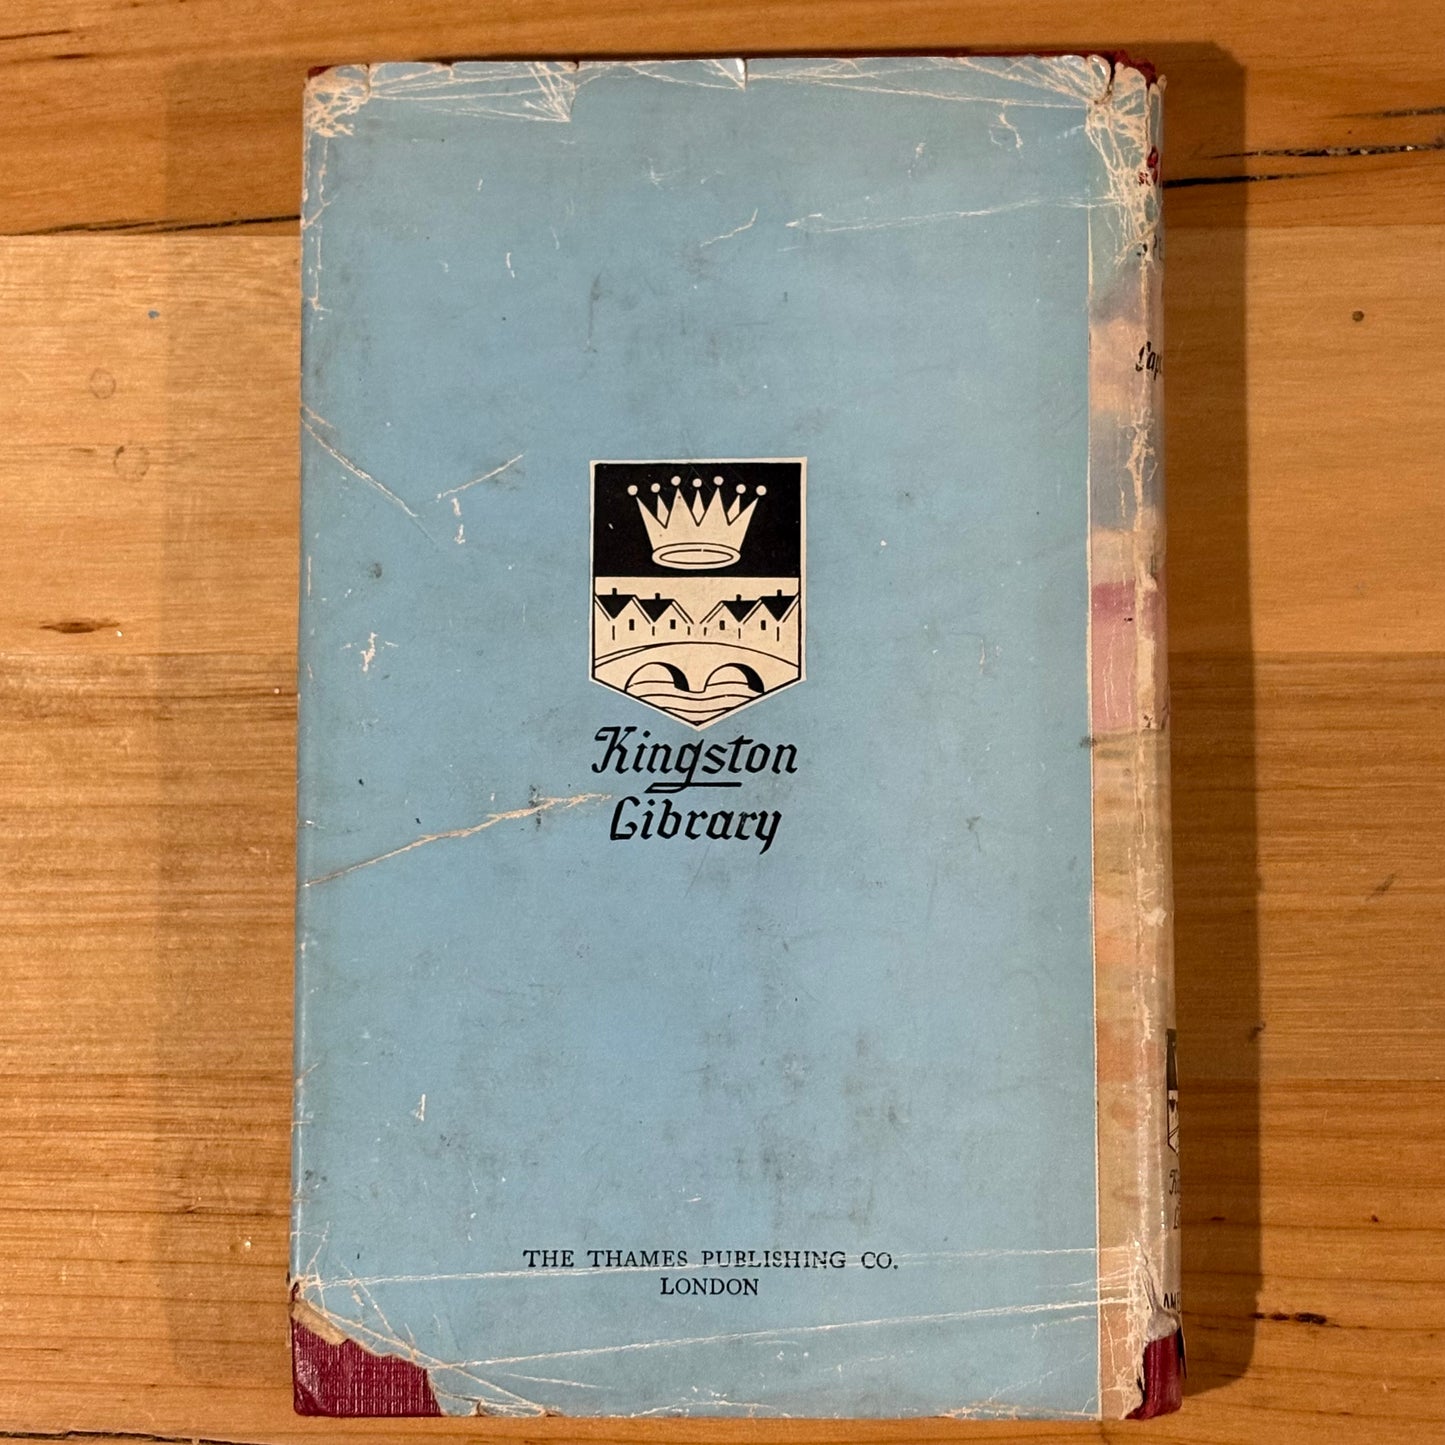 Kingston
Library
THE THAMES PUBLISHING CO.
LONDON